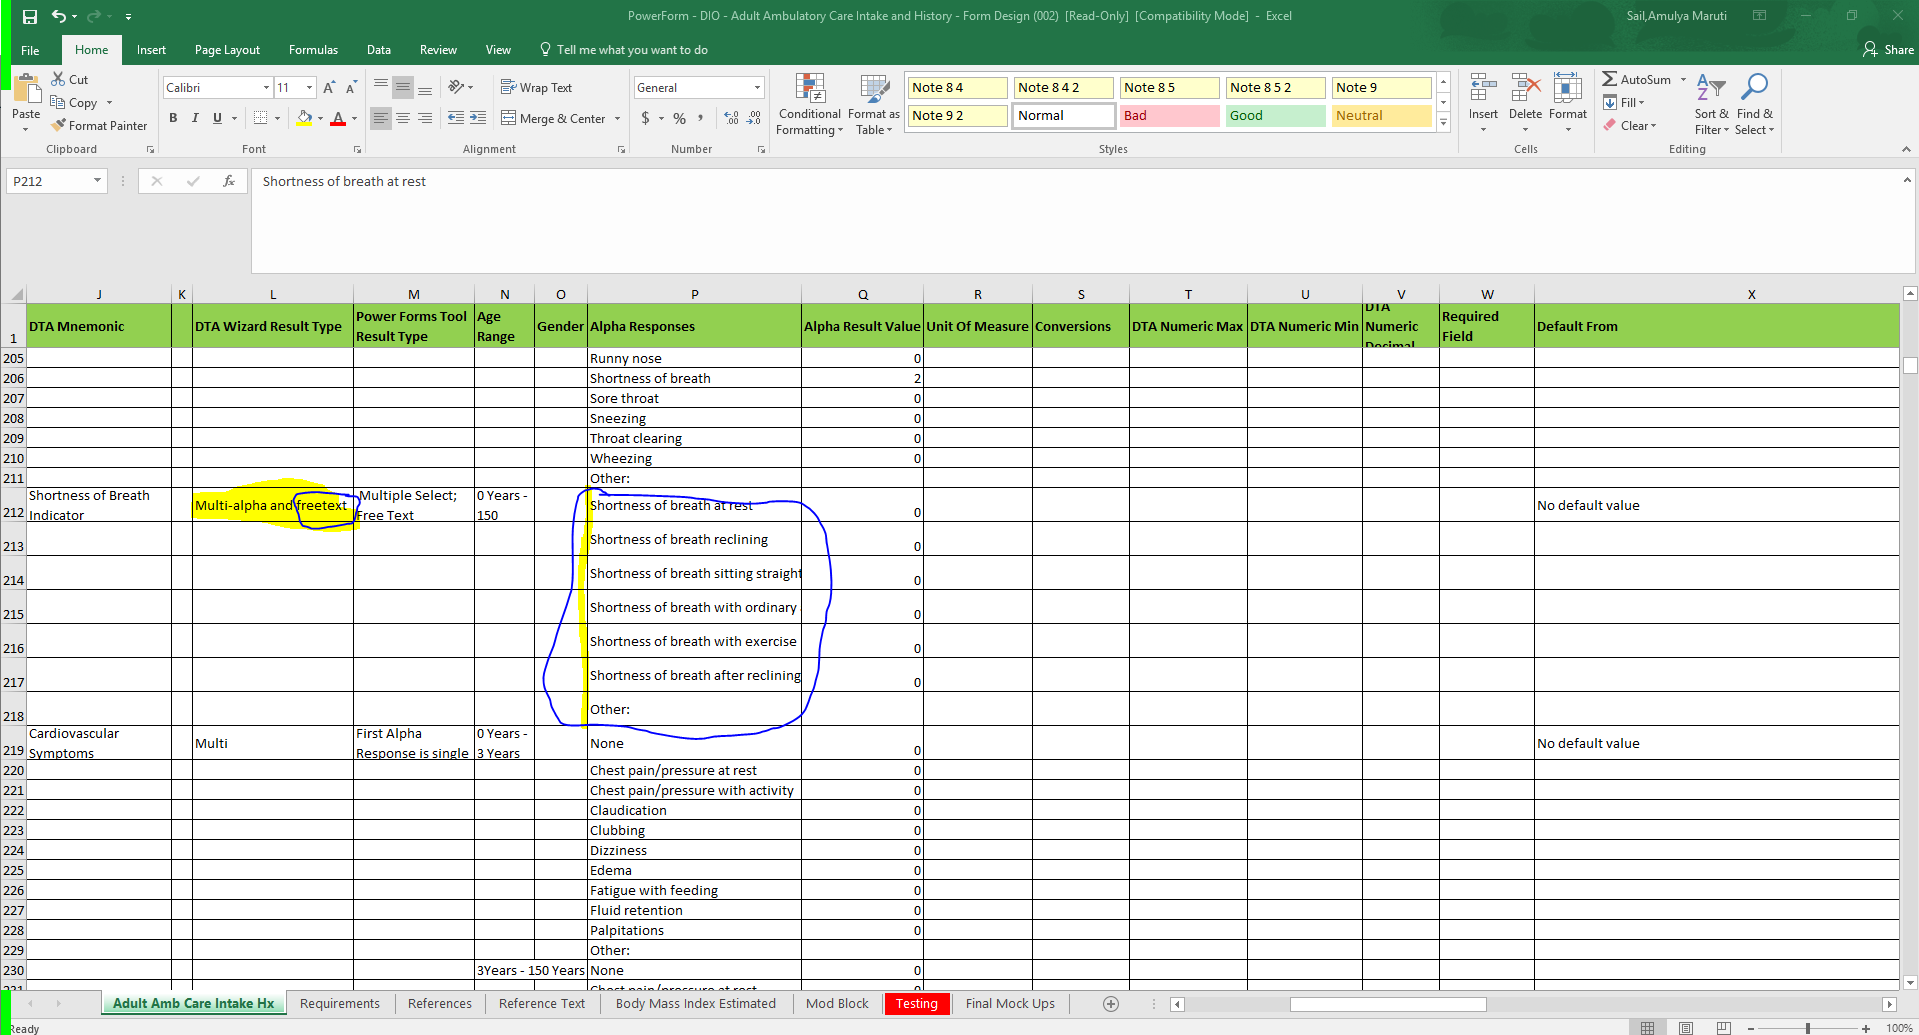 PowerForm - DIO - Adult Ambulatory Care Intake and History - Form Design (002)  [Read-Only]  [Compatibility Mode]  -  Excel
Sail,Amulya Maruti
File Home Insert Page Layout Formulas Data Review View Tell me what you want to do Share
Paste Cut Copy Format Painter Clipboard
Calibri 11 A A B I U A Font
Wrap Text Merge & Center Alignment
General $ % , .00 .0 Number
Conditional Formatting Format as Table
Note 8 4 Note 8 4 2 Note 8 5 Note 8 5 2 Note 9
Note 9 2 Normal Bad Good Neutral
Styles
Insert Delete Format Cells
AutoSum Fill Clear Sort & Filter Find & Select Editing
P212 fx Shortness of breath at rest
J K L M N O P Q R S T U V W X
1 DTA Mnemonic DTA Wizard Result Type Power Forms Tool Result Type Age Range Gender Alpha Responses Alpha Result Value Unit Of Measure Conversions DTA Numeric Max DTA Numeric Min DTA Numeric Decimal Required Field Default From
205 Runny nose 0
206 Shortness of breath 2
207 Sore throat 0
208 Sneezing 0
209 Throat clearing 0
210 Wheezing 0
211 Other:
212 Shortness of Breath Indicator Multi-alpha and freetext Multiple Select; Free Text 0 Years - 150 Shortness of breath at rest 0 No default value
213 Shortness of breath reclining 0
214 Shortness of breath sitting straight 0
215 Shortness of breath with ordinary 0
216 Shortness of breath with exercise 0
217 Shortness of breath after reclining 0
218 Other:
219 Cardiovascular Symptoms Multi First Alpha Response is single 0 Years - 3 Years None 0 No default value
220 Chest pain/pressure at rest 0
221 Chest pain/pressure with activity 0
222 Claudication 0
223 Clubbing 0
224 Dizziness 0
225 Edema 0
226 Fatigue with feeding 0
227 Fluid retention 0
228 Palpitations 0
229 Other:
230 3Years - 150 Years None 0
Adult Amb Care Intake Hx Requirements References Reference Text Body Mass Index Estimated Mod Block Testing Final Mock Ups
Ready 100%